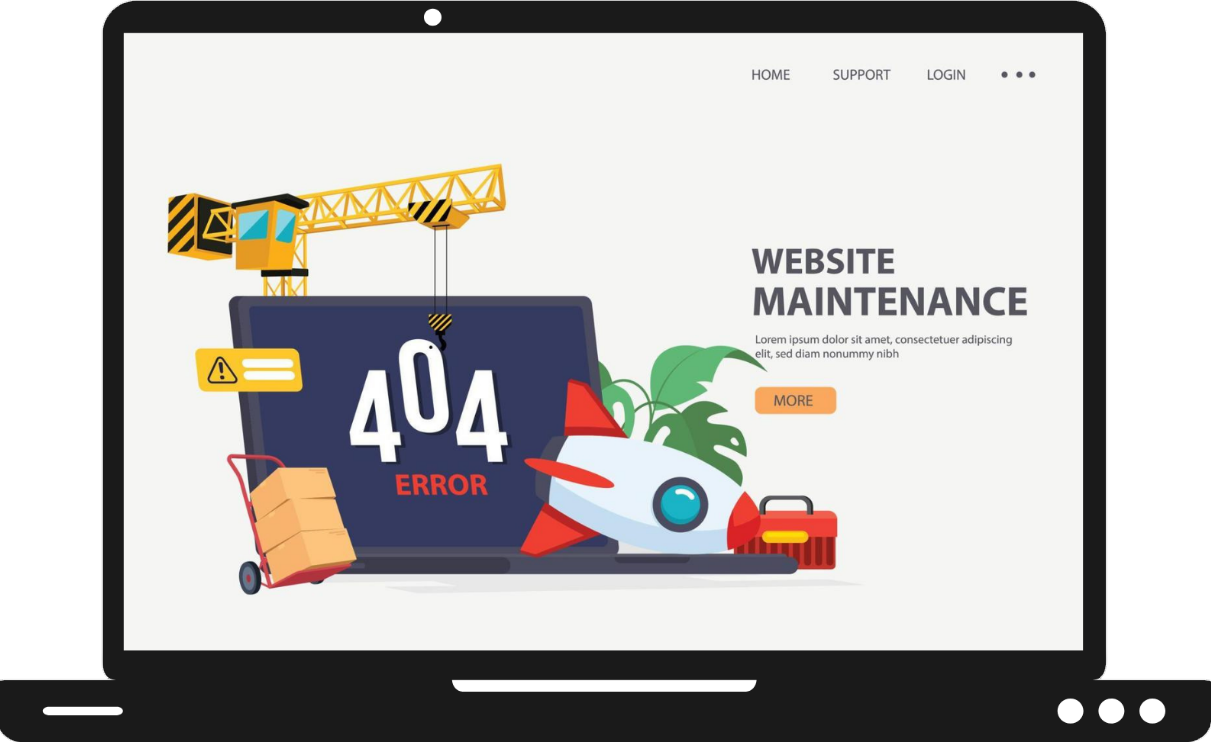 HOME SUPPORT LOGIN
WEBSITE
MAINTENANCE
Lorem ipsum dolor sit amet, consectetuer adipiscing
elit, sed diam nonummy nibh
MORE
404
ERROR